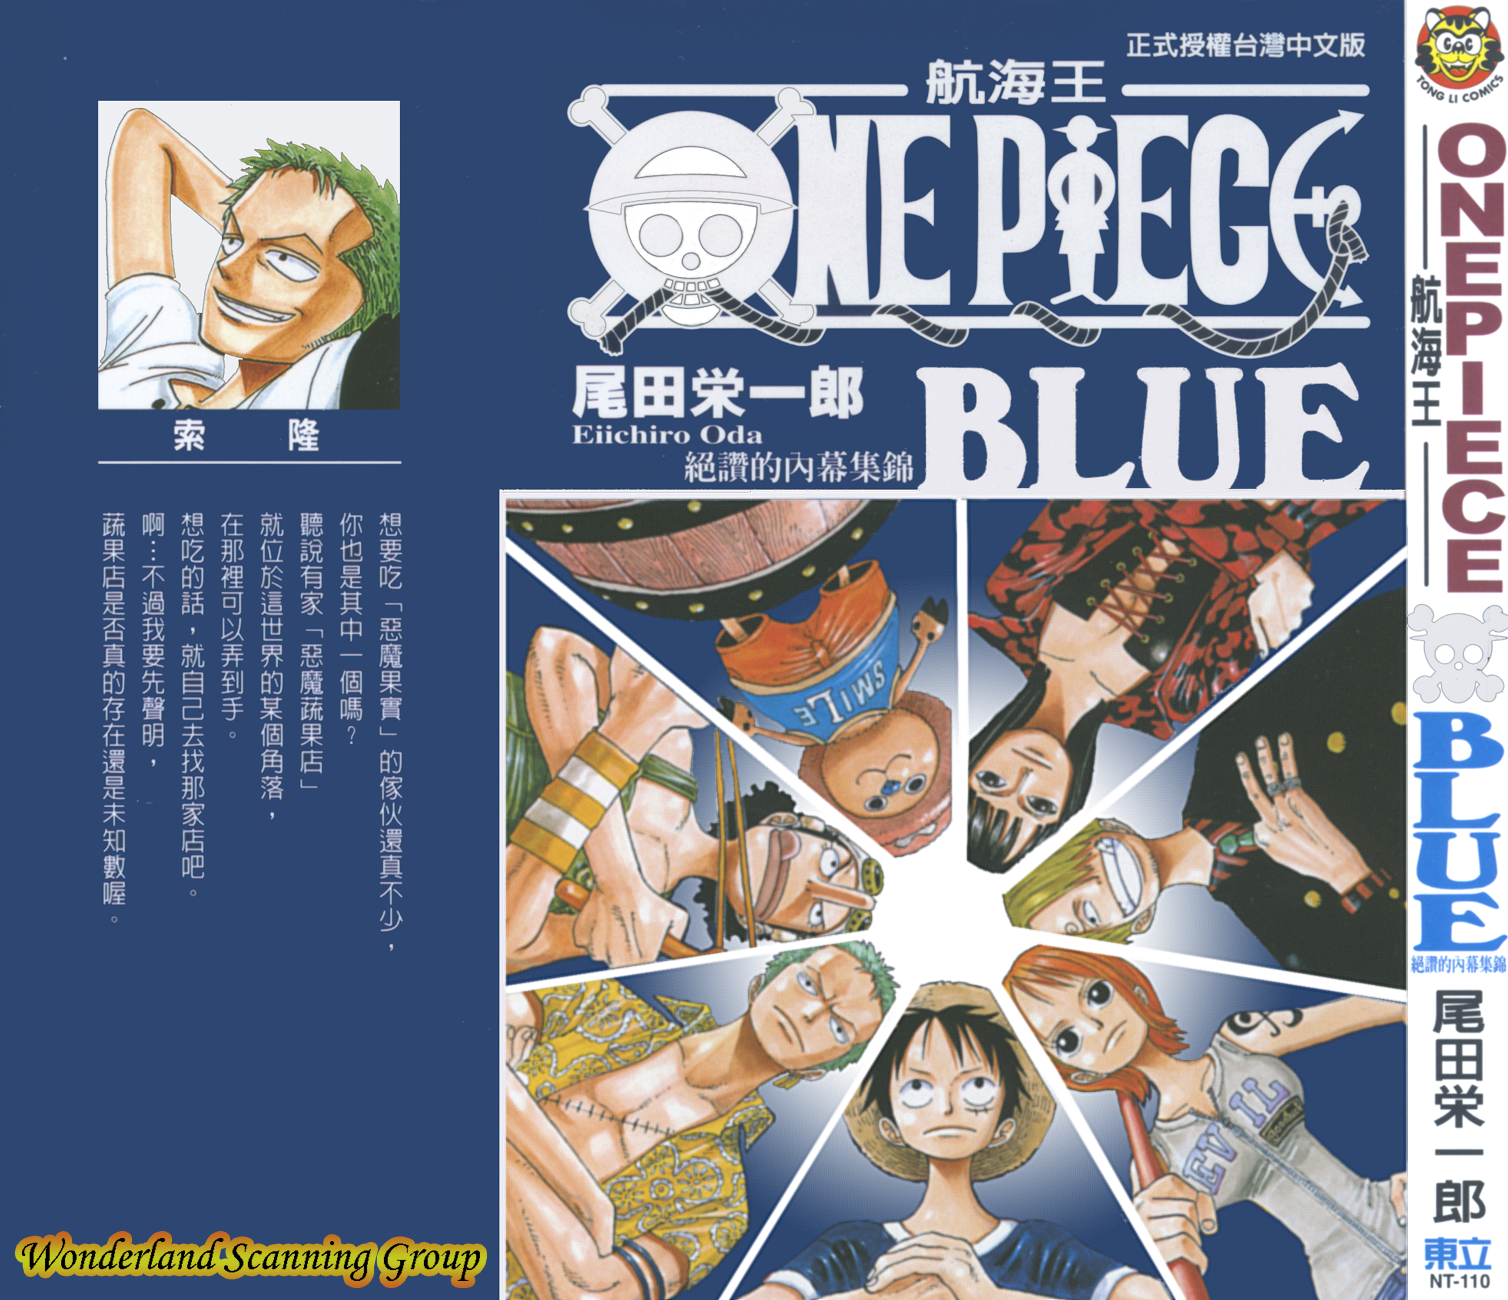 正式授權台灣中文版
航海王
ONE PIECE
尾田栄一郎
Eiichiro Oda
絕讚的內幕集錦
BLUE
SMILE
EVIL
索隆
想要吃「惡魔果實」的傢伙還真不少，
你也是其中一個嗎？
聽說有家「惡魔蔬果店」
就位於這世界的某個角落，
在那裡可以弄到手。
想吃的話，就自己去找那家店吧。
啊…不過我要先聲明，
蔬果店是否真的存在還是未知數喔。
Wonderland Scanning Group
TONG LI COMICS
ONE PIECE
航海王
BLUE
絕讚的內幕集錦
尾田栄一郎
東立
NT-110